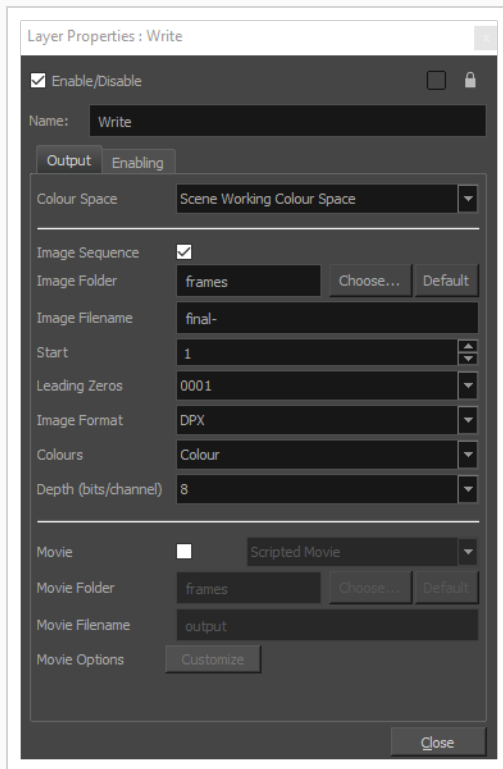 Layer Properties : Write
x
Enable/Disable
Name: Write
Output Enabling
Colour Space Scene Working Colour Space
Image Sequence
Image Folder frames Choose... Default
Image Filename final-
Start 1
Leading Zeros 0001
Image Format DPX
Colours Colour
Depth (bits/channel) 8
Movie Scripted Movie
Movie Folder frames Choose... Default
Movie Filename output
Movie Options Customize
Close